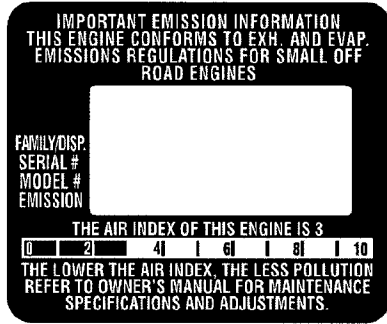 IMPORTANT EMISSION INFORMATION
THIS ENGINE CONFORMS TO EXH. AND EVAP.
EMISSIONS REGULATIONS FOR SMALL OFF
ROAD ENGINES
FAMILY/DISP.
SERIAL #
MODEL #
EMISSION
THE AIR INDEX OF THIS ENGINE IS 3
0 2 4 6 8 10
THE LOWER THE AIR INDEX, THE LESS POLLUTION
REFER TO OWNER'S MANUAL FOR MAINTENANCE
SPECIFICATIONS AND ADJUSTMENTS.